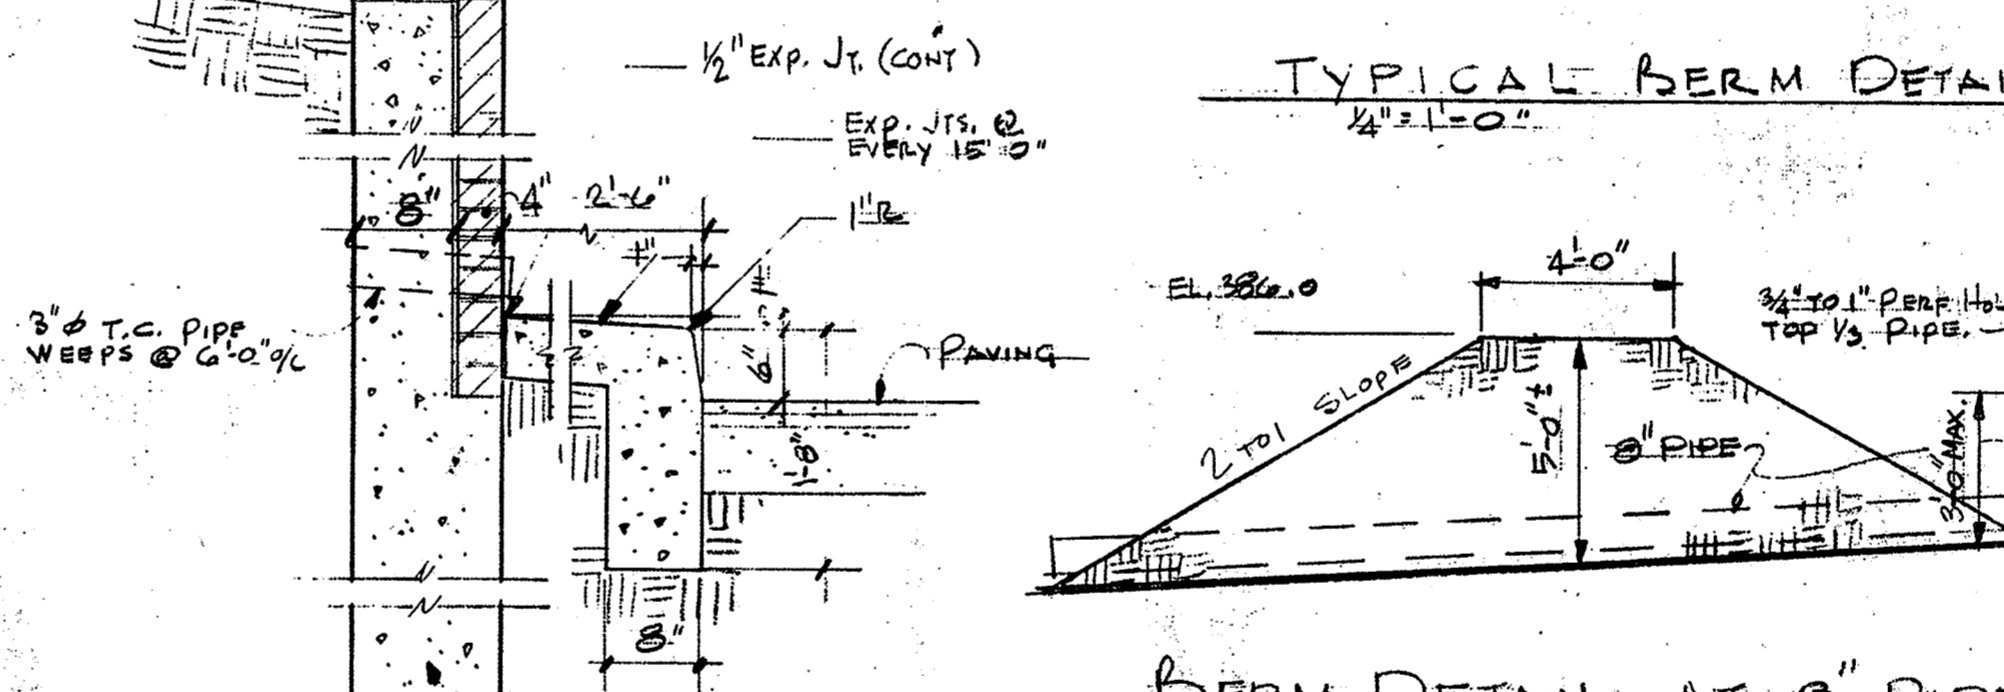 1/2" EXP. JT. (CONT)
EXP. JTS. @
EVERY 15'-0"
8"
4"
2'-6"
1"R
1"
3"⌀ T.C. PIPE
WEEPS @ 6'-0" O/C
6"
PAVING
1'-8"
8"
TYPICAL BERM DETAI
1/4" = 1'-0"
4'-0"
EL. 386.0
3/4" TO 1" PERF. HOL
TOP 1/3 PIPE.
SLOPE
2 TO 1
5'-0"±
8" PIPE
3'-0" MAX.
BERM DETAIL AT 8"